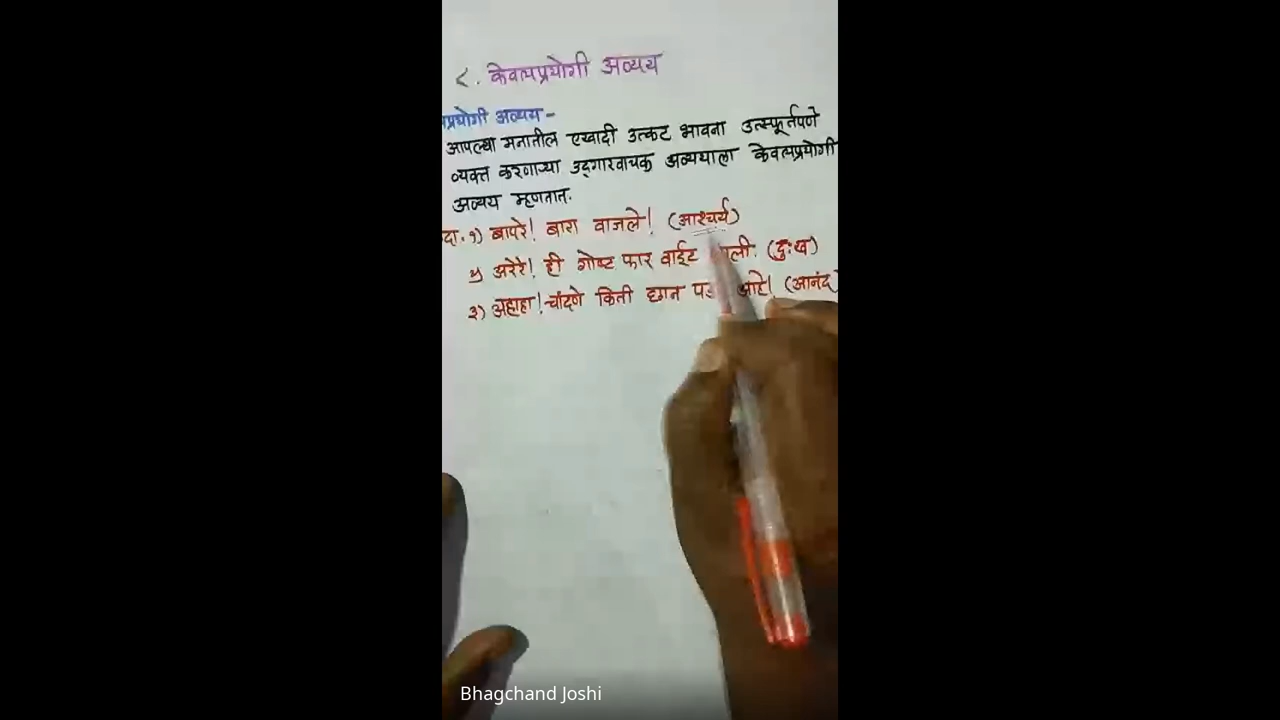 ८. केवलप्रयोगी अव्यय
प्रयोगी अव्यय -
आपल्या मनातील एखादी उत्कट भावना उत्स्फूर्तपणे
व्यक्त करणाऱ्या उद्गारवाचक अव्ययाला केवलप्रयोगी
अव्यय म्हणतात.
दा. १) बापरे! बारा वाजले! (आश्चर्य)
२) अरेरे! ही गोष्ट फार वाईट (दुःख)
३) अहाहा! चांदणे किती छान आहे! (आनंद)
Bhagchand Joshi